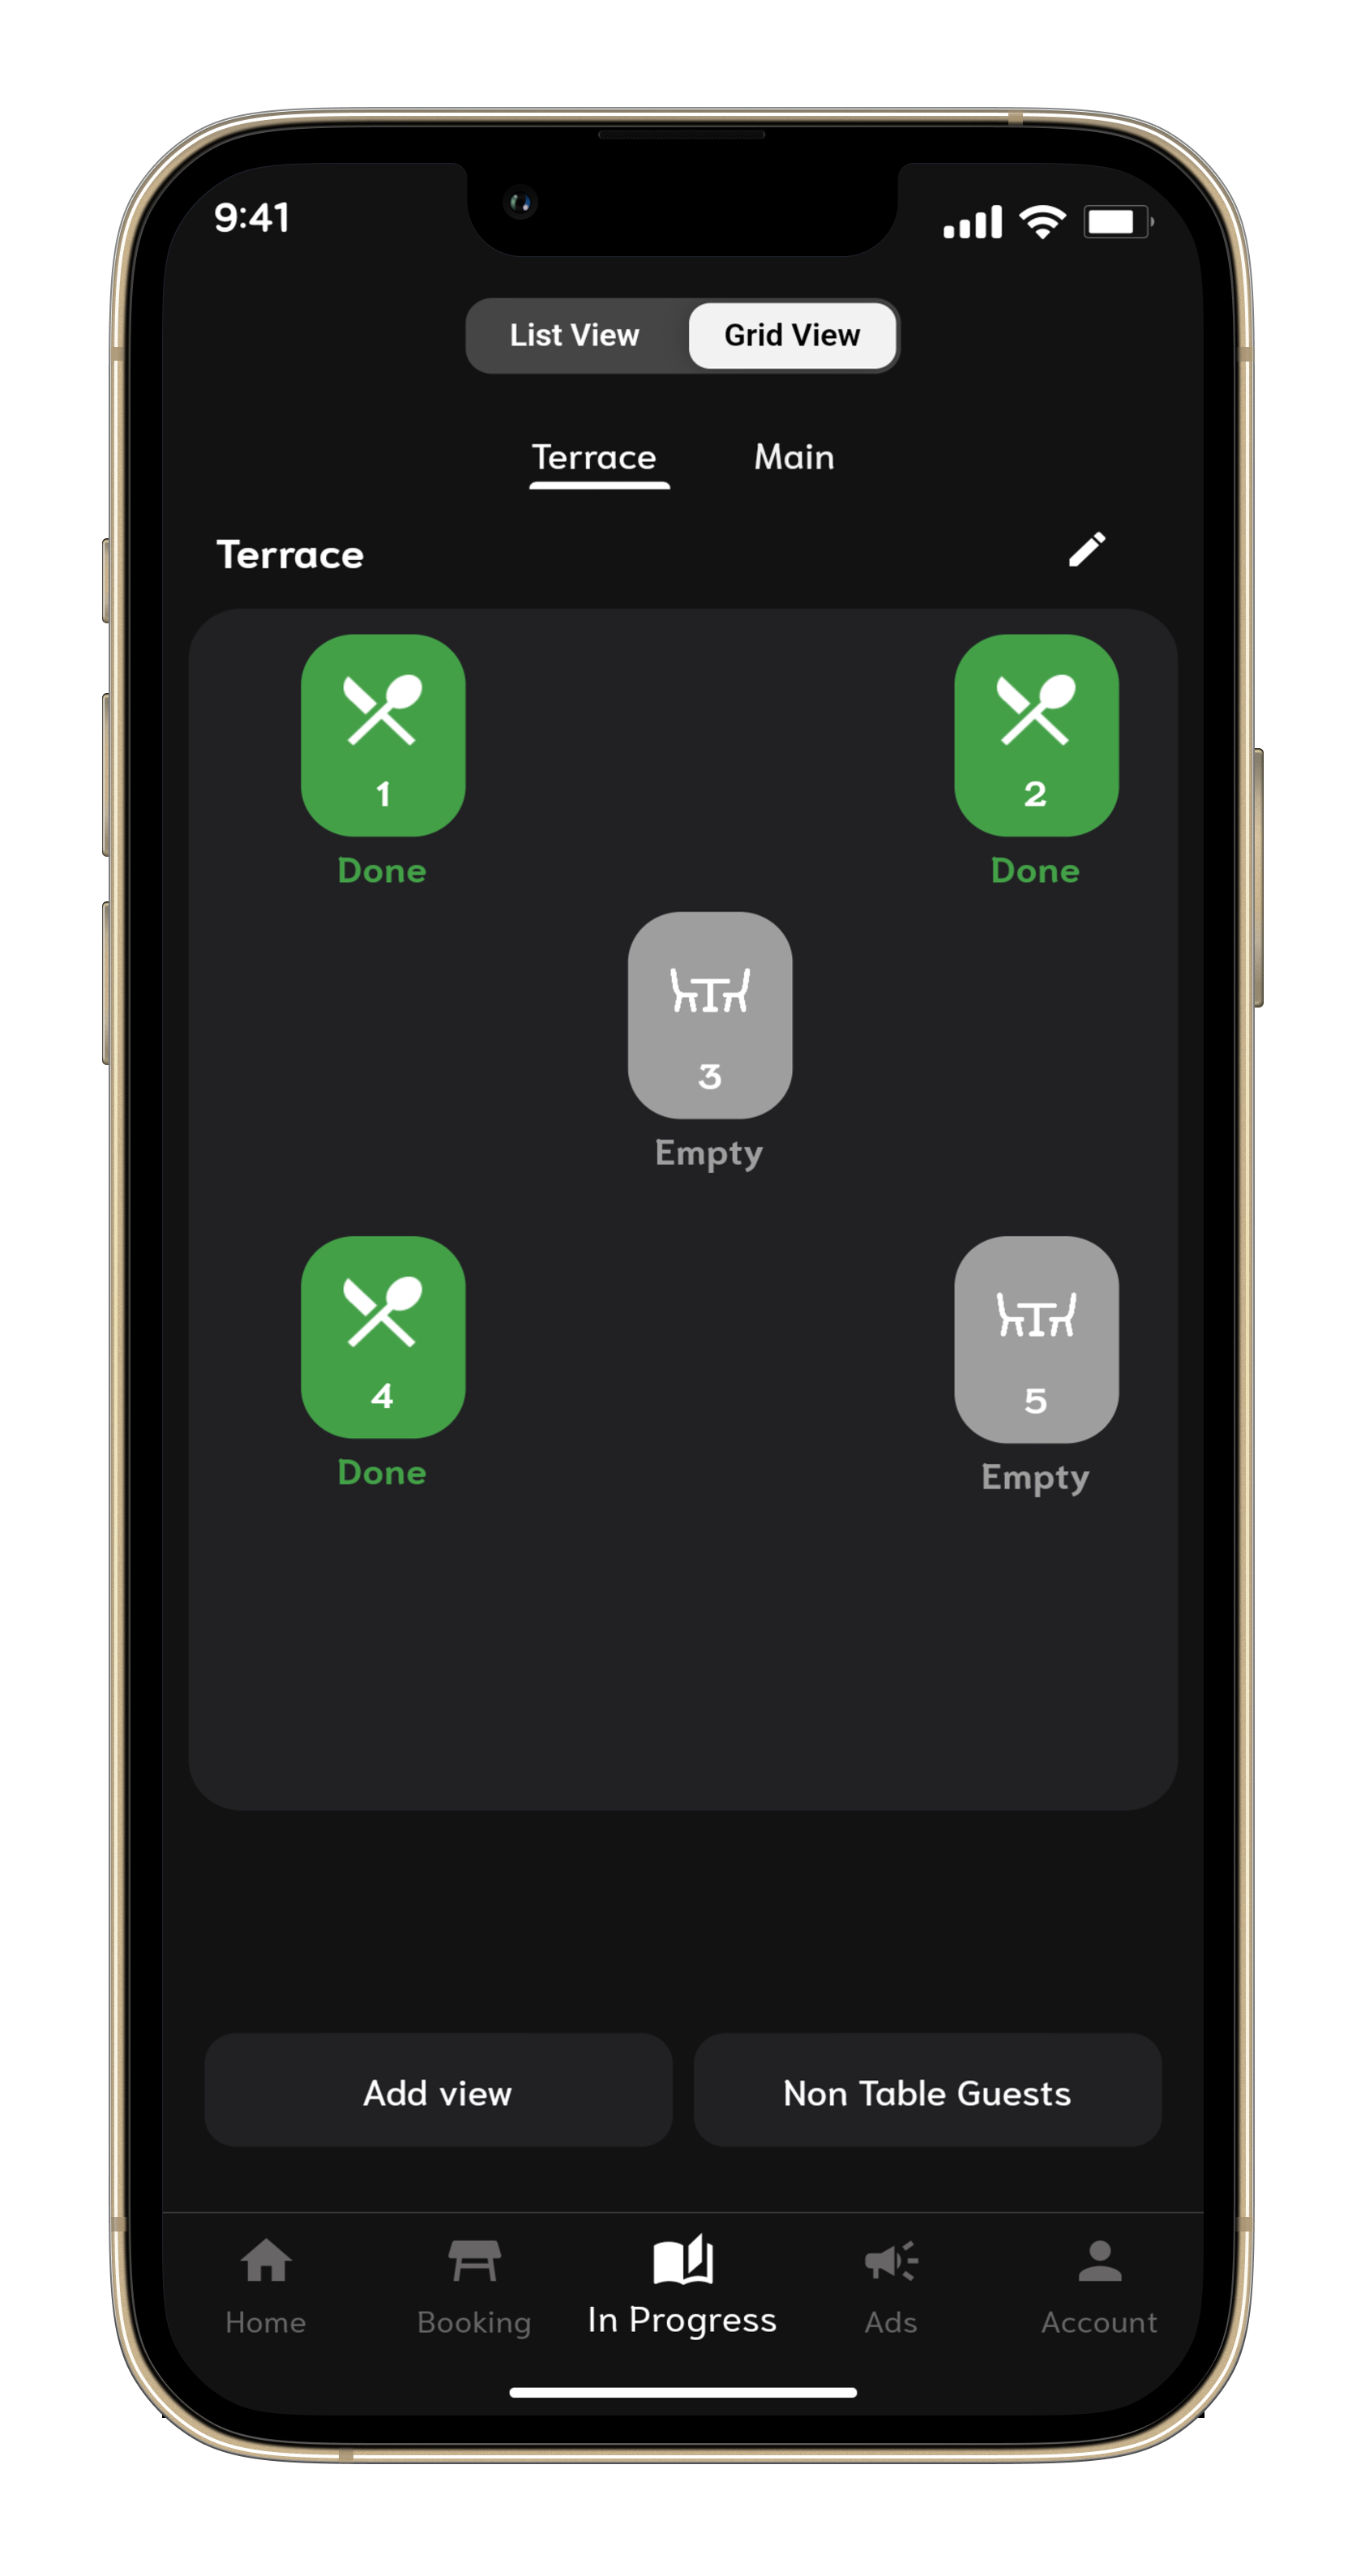 9:41
List View Grid View
Terrace Main
Terrace
1 2
Done Done
3
Empty
4 5
Done Empty
Add view Non Table Guests
Home Booking In Progress Ads Account